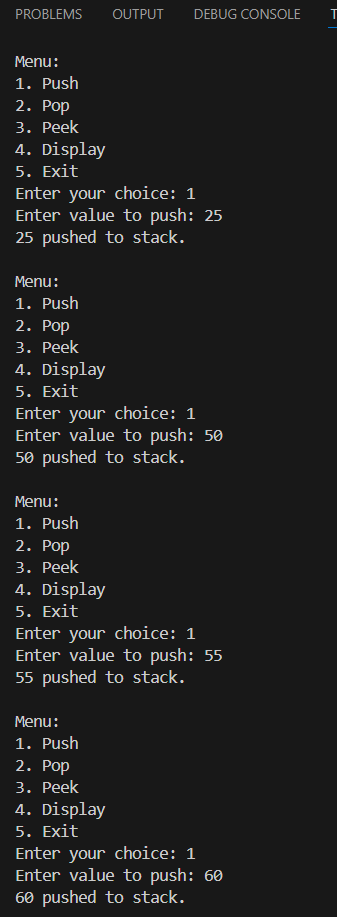 PROBLEMS OUTPUT DEBUG CONSOLE
Menu:
1. Push
2. Pop
3. Peek
4. Display
5. Exit
Enter your choice: 1
Enter value to push: 25
25 pushed to stack.
Menu:
1. Push
2. Pop
3. Peek
4. Display
5. Exit
Enter your choice: 1
Enter value to push: 50
50 pushed to stack.
Menu:
1. Push
2. Pop
3. Peek
4. Display
5. Exit
Enter your choice: 1
Enter value to push: 55
55 pushed to stack.
Menu:
1. Push
2. Pop
3. Peek
4. Display
5. Exit
Enter your choice: 1
Enter value to push: 60
60 pushed to stack.